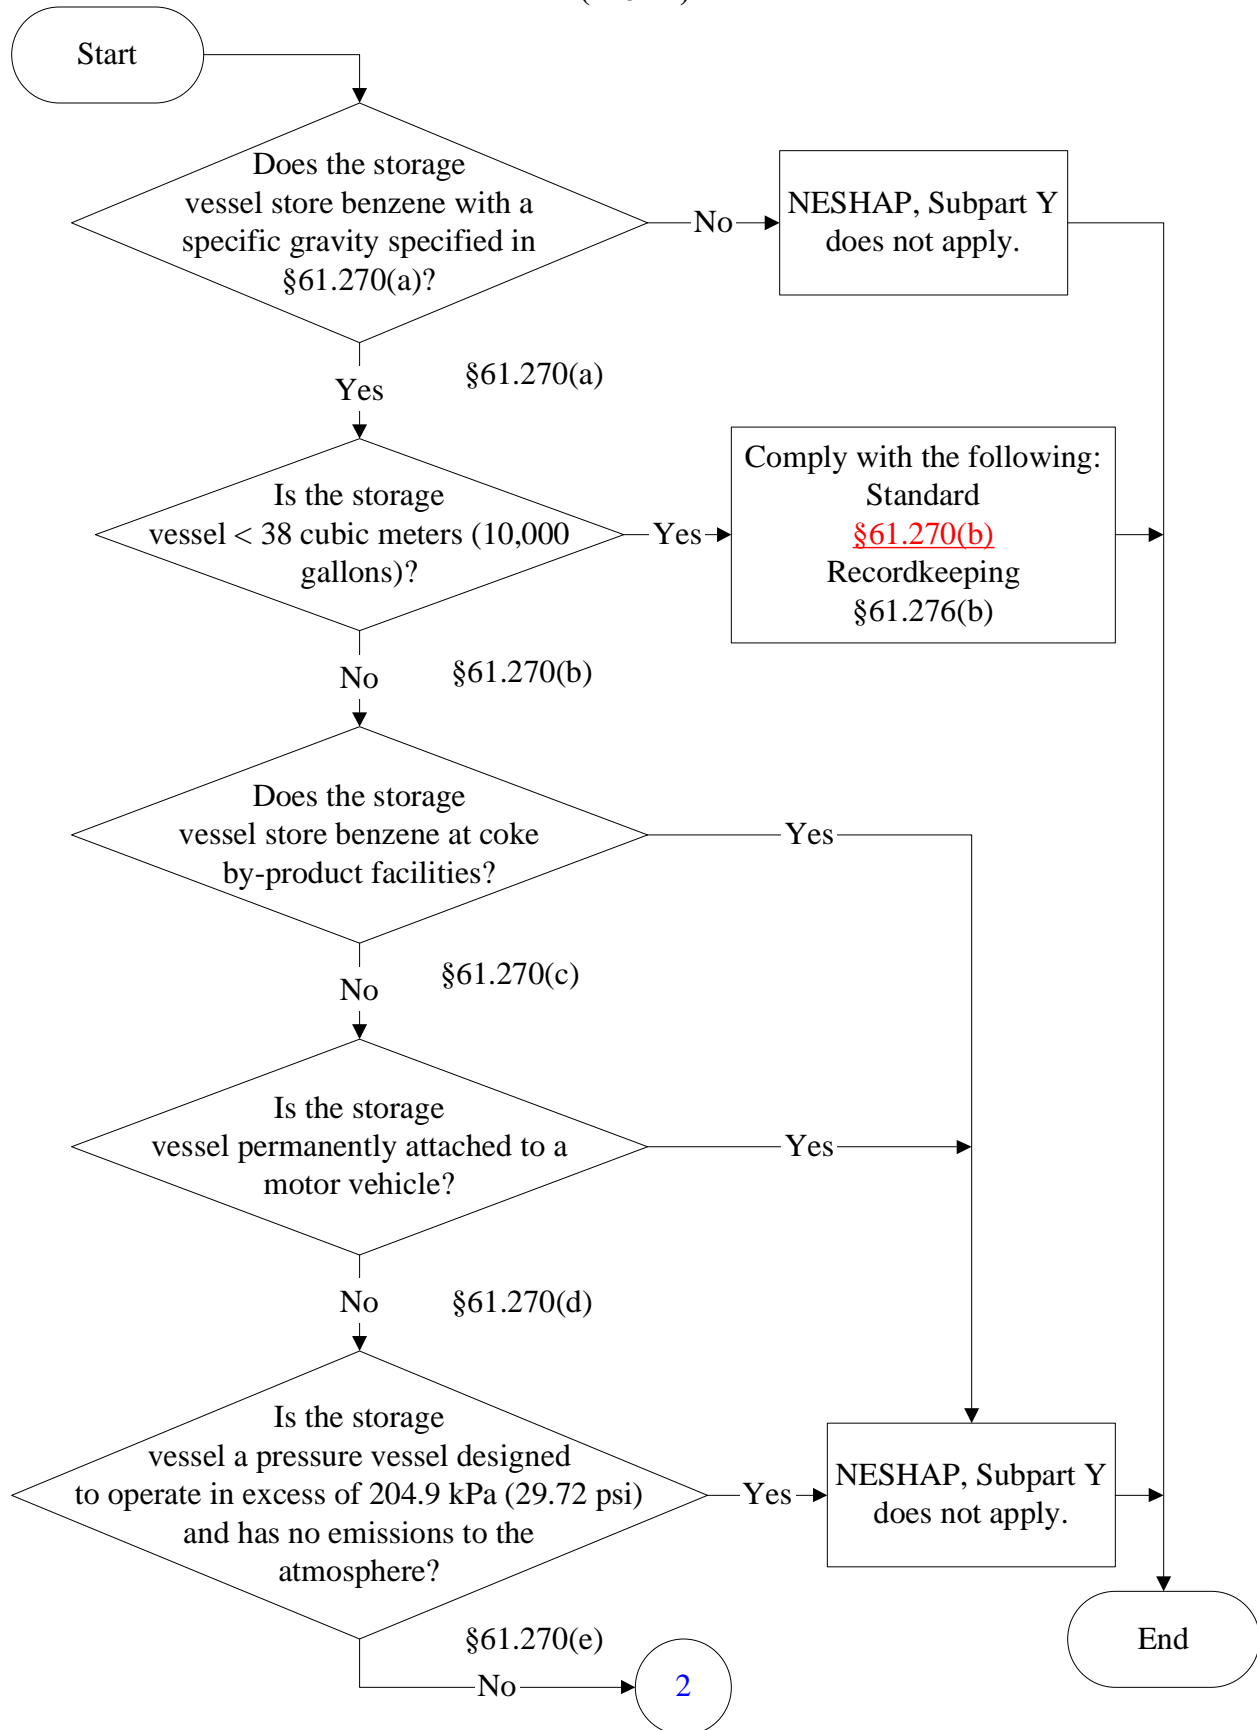 Start
Does the storage
vessel store benzene with a
specific gravity specified in
§61.270(a)?
No
NESHAP, Subpart Y
does not apply.
Yes
§61.270(a)
Is the storage
vessel < 38 cubic meters (10,000
gallons)?
Yes
Comply with the following:
Standard
§61.270(b)
Recordkeeping
§61.276(b)
No
§61.270(b)
Does the storage
vessel store benzene at coke
by-product facilities?
Yes
No
§61.270(c)
Is the storage
vessel permanently attached to a
motor vehicle?
Yes
No
§61.270(d)
Is the storage
vessel a pressure vessel designed
to operate in excess of 204.9 kPa (29.72 psi)
and has no emissions to the
atmosphere?
Yes
NESHAP, Subpart Y
does not apply.
§61.270(e)
No
2
End